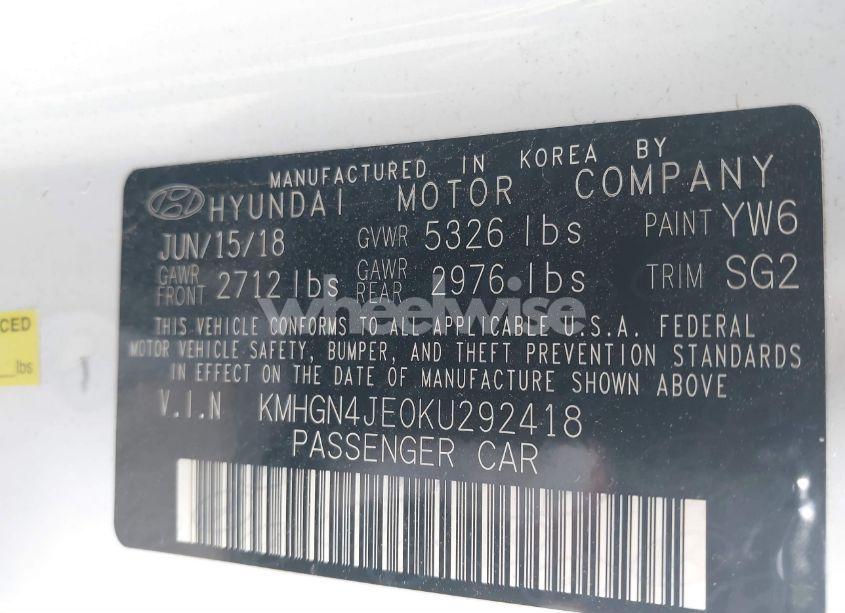 MANUFACTURED IN KOREA BY
HYUNDAI MOTOR COMPANY
JUN/15/18 GVWR 5326 lbs PAINT YW6
GAWR FRONT 2712 lbs GAWR REAR 2976 lbs TRIM SG2
wheelwise
THIS VEHICLE CONFORMS TO ALL APPLICABLE U.S.A. FEDERAL
MOTOR VEHICLE SAFETY, BUMPER, AND THEFT PREVENTION STANDARDS
IN EFFECT ON THE DATE OF MANUFACTURE SHOWN ABOVE
V.I.N KMHGN4JE0KU292418
PASSENGER CAR
CED
lbs